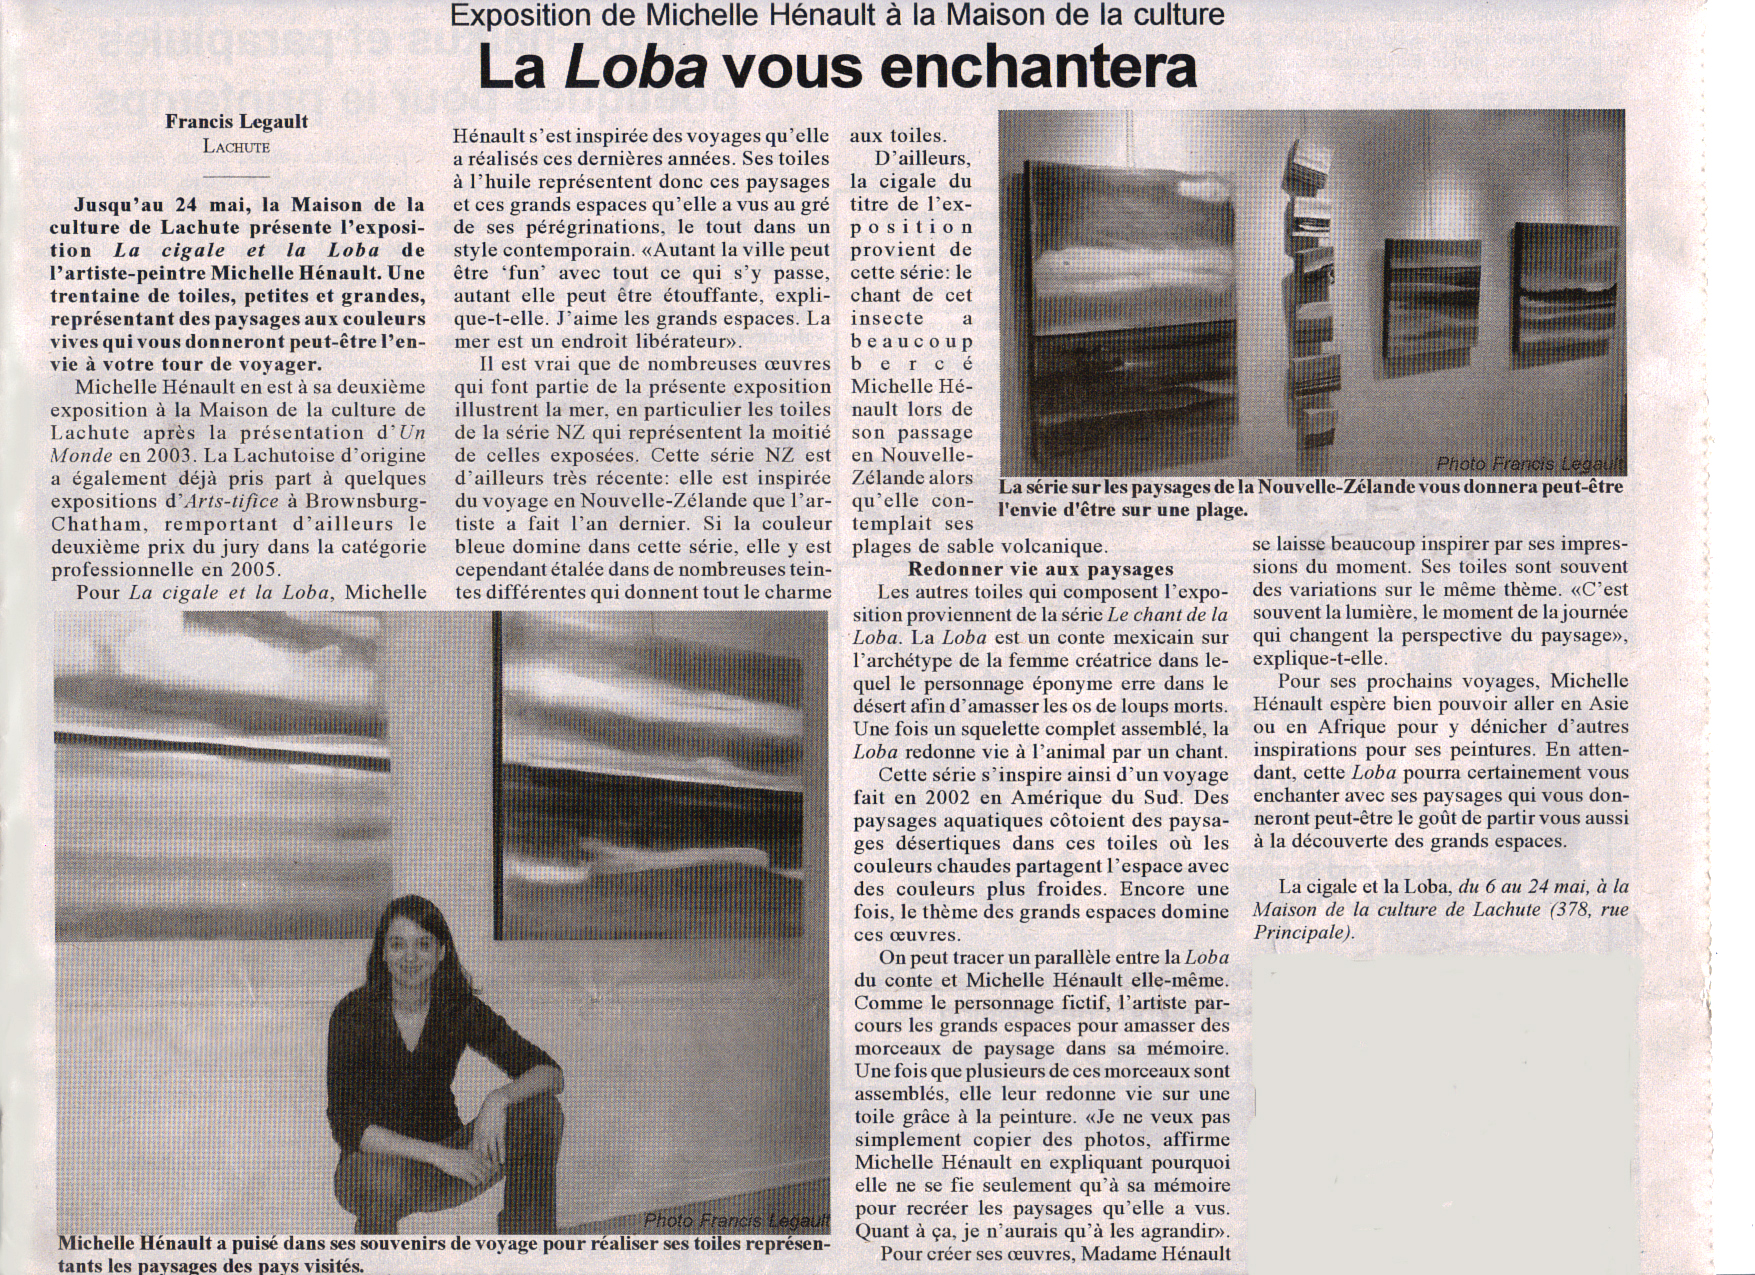 Exposition de Michelle Hénault à la Maison de la culture
La Loba vous enchantera
Francis Legault
LACHUTE
Jusqu'au 24 mai, la Maison de la
culture de Lachute présente l'exposi-
tion La cigale et la Loba de
l'artiste-peintre Michelle Hénault. Une
trentaine de toiles, petites et grandes,
représentant des paysages aux couleurs
vives qui vous donneront peut-être l'en-
vie à votre tour de voyager.
Michelle Hénault en est à sa deuxième
exposition à la Maison de la culture de
Lachute après la présentation d'Un
Monde en 2003. La Lachutoise d'origine
a également déjà pris part à quelques
expositions d'Arts-tifice à Brownsburg-
Chatham, remportant d'ailleurs le
deuxième prix du jury dans la catégorie
professionnelle en 2005.
Pour La cigale et la Loba, Michelle
Hénault s'est inspirée des voyages qu'elle
a réalisés ces dernières années. Ses toiles
à l'huile représentent donc ces paysages
et ces grands espaces qu'elle a vus au gré
de ses pérégrinations, le tout dans un
style contemporain. «Autant la ville peut
être 'fun' avec tout ce qui s'y passe,
autant elle peut être étouffante, expli-
que-t-elle. J'aime les grands espaces. La
mer est un endroit libérateur».
Il est vrai que de nombreuses œuvres
qui font partie de la présente exposition
illustrent la mer, en particulier les toiles
de la série NZ qui représentent la moitié
de celles exposées. Cette série NZ est
d'ailleurs très récente: elle est inspirée
du voyage en Nouvelle-Zélande que l'ar-
tiste a fait l'an dernier. Si la couleur
bleue domine dans cette série, elle y est
cependant étalée dans de nombreuses tein-
tes différentes qui donnent tout le charme
aux toiles.
D'ailleurs,
la cigale du
titre de l'ex-
position
provient de
cette série: le
chant de cet
insecte a
beaucoup
bercé
Michelle Hé-
nault lors de
son passage
en Nouvelle-
Zélande alors
qu'elle con-
templait ses
plages de sable volcanique.
Redonner vie aux paysages
Les autres toiles qui composent l'expo-
sition proviennent de la série Le chant de la
Loba. La Loba est un conte mexicain sur
l'archétype de la femme créatrice dans le-
quel le personnage éponyme erre dans le
désert afin d'amasser les os de loups morts.
Une fois un squelette complet assemblé, la
Loba redonne vie à l'animal par un chant.
Cette série s'inspire ainsi d'un voyage
fait en 2002 en Amérique du Sud. Des
paysages aquatiques côtoient des paysa-
ges désertiques dans ces toiles où les
couleurs chaudes partagent l'espace avec
des couleurs plus froides. Encore une
fois, le thème des grands espaces domine
ces œuvres.
On peut tracer un parallèle entre la Loba
du conte et Michelle Hénault elle-même.
Comme le personnage fictif, l'artiste par-
cours les grands espaces pour amasser des
morceaux de paysage dans sa mémoire.
Une fois que plusieurs de ces morceaux sont
assemblés, elle leur redonne vie sur une
toile grâce à la peinture. «Je ne veux pas
simplement copier des photos, affirme
Michelle Hénault en expliquant pourquoi
elle ne se fie seulement qu'à sa mémoire
pour recréer les paysages qu'elle a vus.
Quant à ça, je n'aurais qu'à les agrandir».
Pour créer ses œuvres, Madame Hénault
se laisse beaucoup inspirer par ses impres-
sions du moment. Ses toiles sont souvent
des variations sur le même thème. «C'est
souvent la lumière, le moment de la journée
qui changent la perspective du paysage»,
explique-t-elle.
Pour ses prochains voyages, Michelle
Hénault espère bien pouvoir aller en Asie
ou en Afrique pour y dénicher d'autres
inspirations pour ses peintures. En atten-
dant, cette Loba pourra certainement vous
enchanter avec ses paysages qui vous don-
neront peut-être le goût de partir vous aussi
à la découverte des grands espaces.
La cigale et la Loba, du 6 au 24 mai, à la
Maison de la culture de Lachute (378, rue
Principale).
Photo Francis Legault
La série sur les paysages de la Nouvelle-Zélande vous donnera peut-être
l'envie d'être sur une plage.
Photo Francis Legault
Michelle Hénault a puisé dans ses souvenirs de voyage pour réaliser ses toiles représen-
tants les paysages des pays visités.